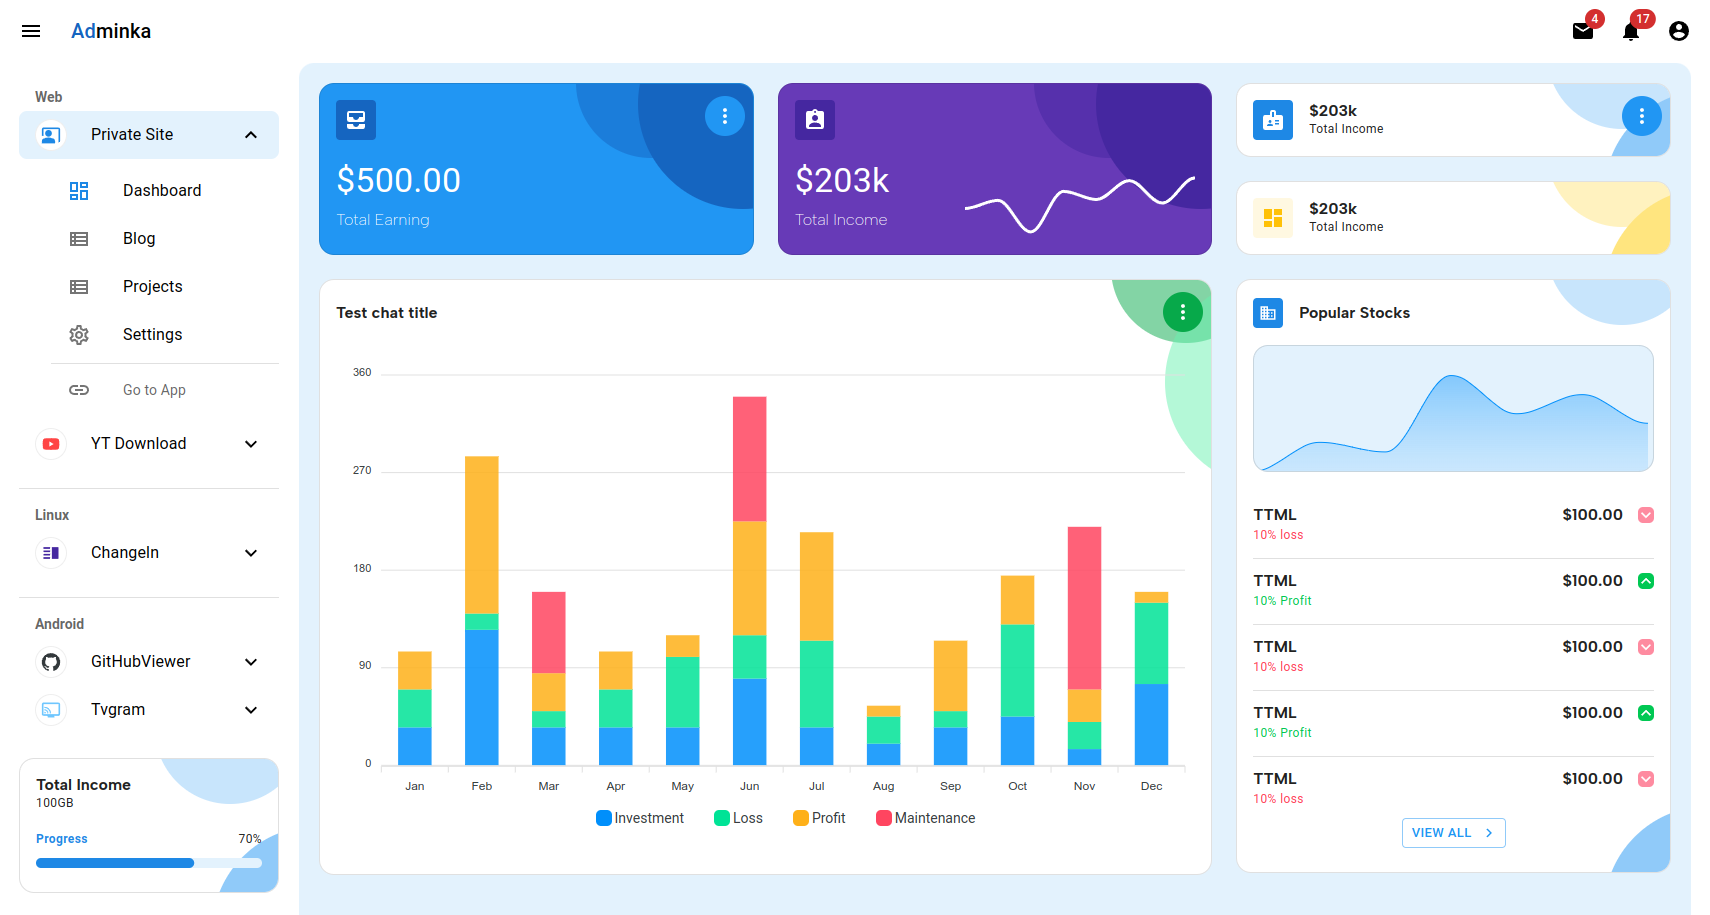 Adminka
4
17
Web
Private Site
Dashboard
Blog
Projects
Settings
Go to App
YT Download
Linux
ChangeIn
Android
GitHubViewer
Tvgram
Total Income
100GB
Progress 70%
$500.00
Total Earning
$203k
Total Income
$203k
Total Income
$203k
Total Income
Test chat title
360
270
180
90
0
Jan Feb Mar Apr May Jun Jul Aug Sep Oct Nov Dec
Investment Loss Profit Maintenance
Popular Stocks
TTML $100.00
10% loss
TTML $100.00
10% Profit
TTML $100.00
10% loss
TTML $100.00
10% Profit
TTML $100.00
10% loss
VIEW ALL